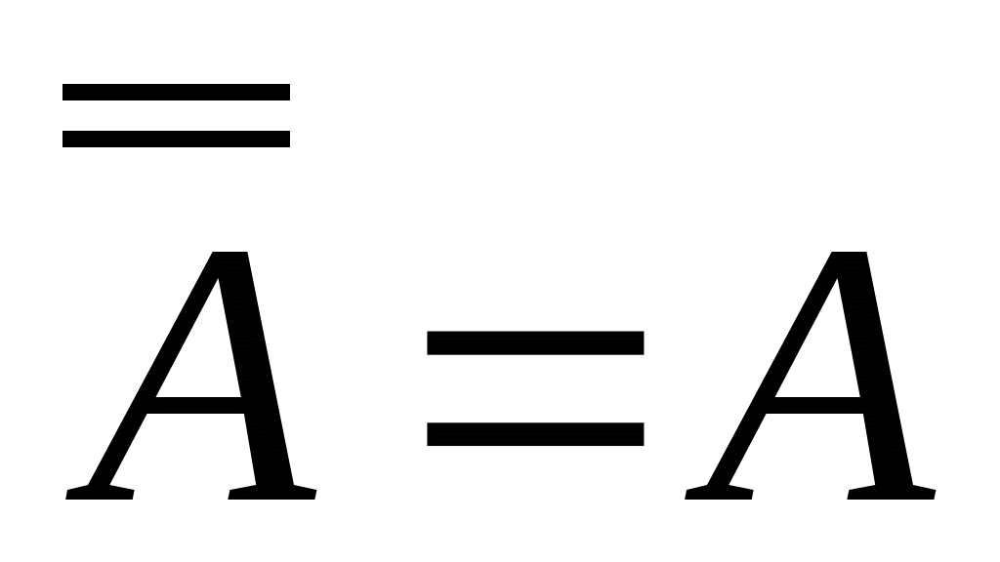 A̿ = A